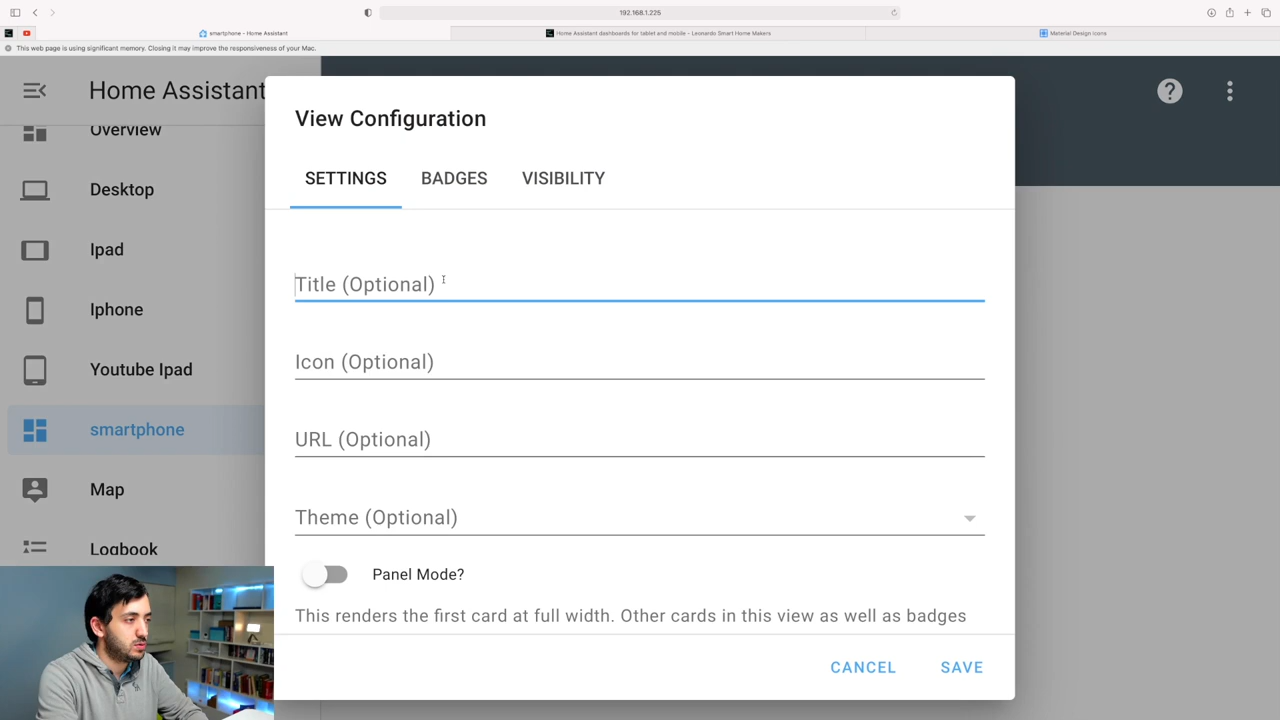 192.168.1.225
smartphone - Home Assistant
Home Assistant dashboards for tablet and mobile - Leonardo Smart Home Makers
Material Design Icons
This web page is using significant memory. Closing it may improve the responsiveness of your Mac.
Home Assistant
Overview
Desktop
Ipad
Iphone
Youtube Ipad
smartphone
Map
Logbook
View Configuration
SETTINGS
BADGES
VISIBILITY
Title (Optional)
Icon (Optional)
URL (Optional)
Theme (Optional)
Panel Mode?
This renders the first card at full width. Other cards in this view as well as badges
CANCEL
SAVE